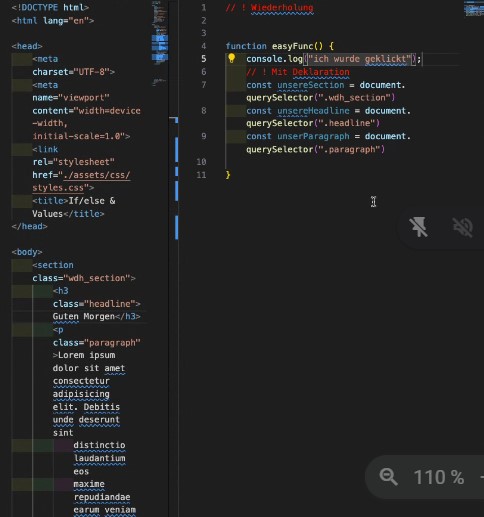 <!DOCTYPE html>
<html lang="en">
<head>
<meta
charset="UTF-8">
<meta
name="viewport"
content="width=device
-width,
initial-scale=1.0">
<link
rel="stylesheet"
href="./assets/css/
styles.css">
<title>If/else &
Values</title>
</head>
<body>
<section
class="wdh_section">
<h3
class="headline">
Guten Morgen</h3>
<p
class="paragraph"
>Lorem ipsum
dolor sit amet
consectetur
adipisicing
elit. Debitis
unde deserunt
sint
distinctio
laudantium
eos
maxime
repudiandae
earum veniam
1 // ! Wiederholung
2
3
4 function easyFunc() {
5 console.log("ich wurde geklickt");
6 // ! Mit Deklaration
7 const unsereSection = document.
querySelector(".wdh_section")
8 const unsereHeadline = document.
querySelector(".headline")
9 const unserParagraph = document.
querySelector(".paragraph")
10
11 }
110 %